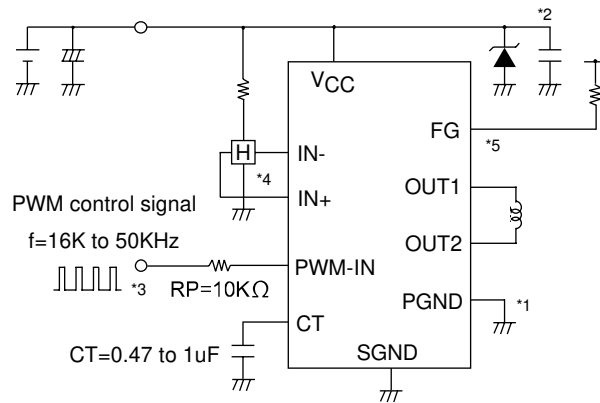 *2
VCC
FG
*5
H
IN-
*4
IN+
OUT1
OUT2
PWM control signal
f=16K to 50KHz
*3
RP=10KΩ
PWM-IN
PGND
*1
CT
CT=0.47 to 1uF
SGND